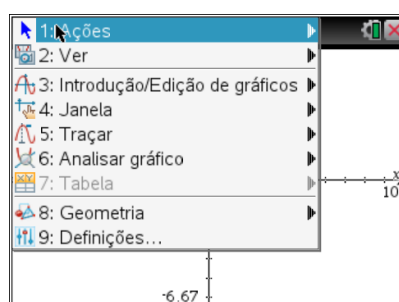 1: Ações
2: Ver
3: Introdução/Edição de gráficos
4: Janela
5: Traçar
6: Analisar gráfico
7: Tabela
8: Geometria
9: Definições...
x
10
-6.67